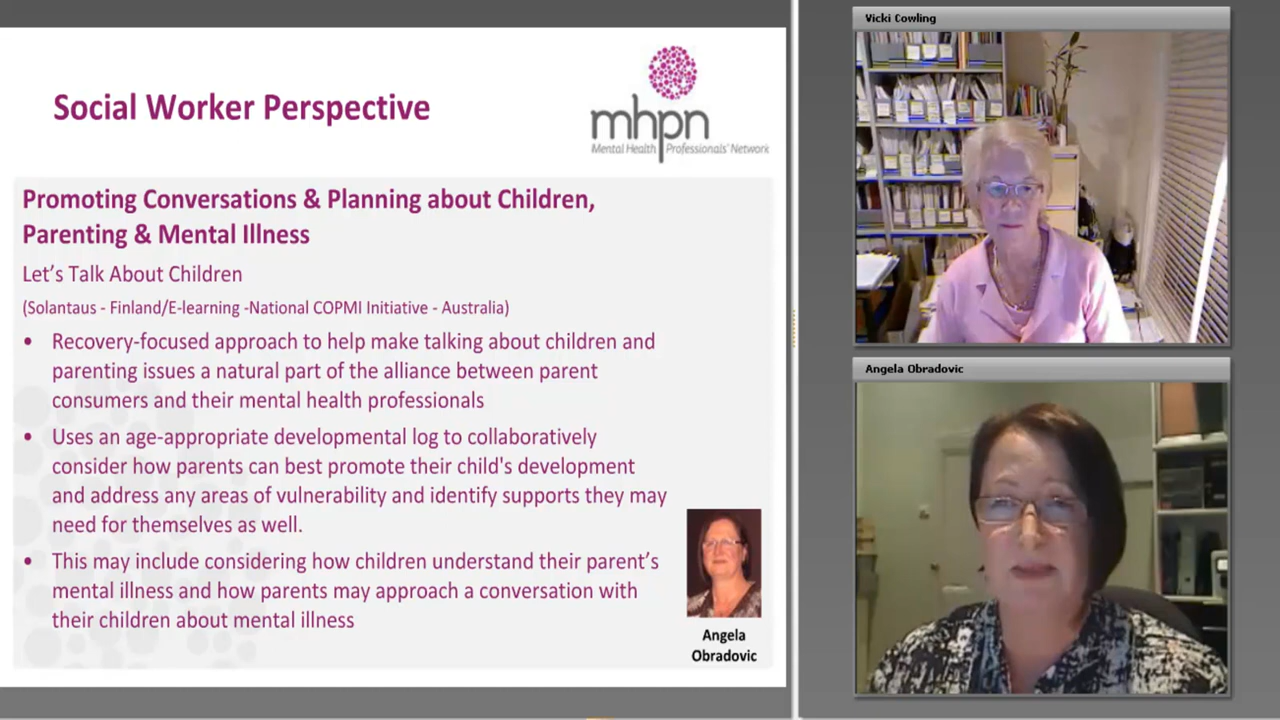 Social Worker Perspective
mhpn
Mental Health Professionals' Network
Promoting Conversations & Planning about Children,
Parenting & Mental Illness
Let's Talk About Children
(Solantaus - Finland/E-learning -National COPMI Initiative - Australia)
• Recovery-focused approach to help make talking about children and
parenting issues a natural part of the alliance between parent
consumers and their mental health professionals
• Uses an age-appropriate developmental log to collaboratively
consider how parents can best promote their child's development
and address any areas of vulnerability and identify supports they may
need for themselves as well.
• This may include considering how children understand their parent's
mental illness and how parents may approach a conversation with
their children about mental illness
Angela
Obradovic
Vicki Cowling
Angela Obradovic